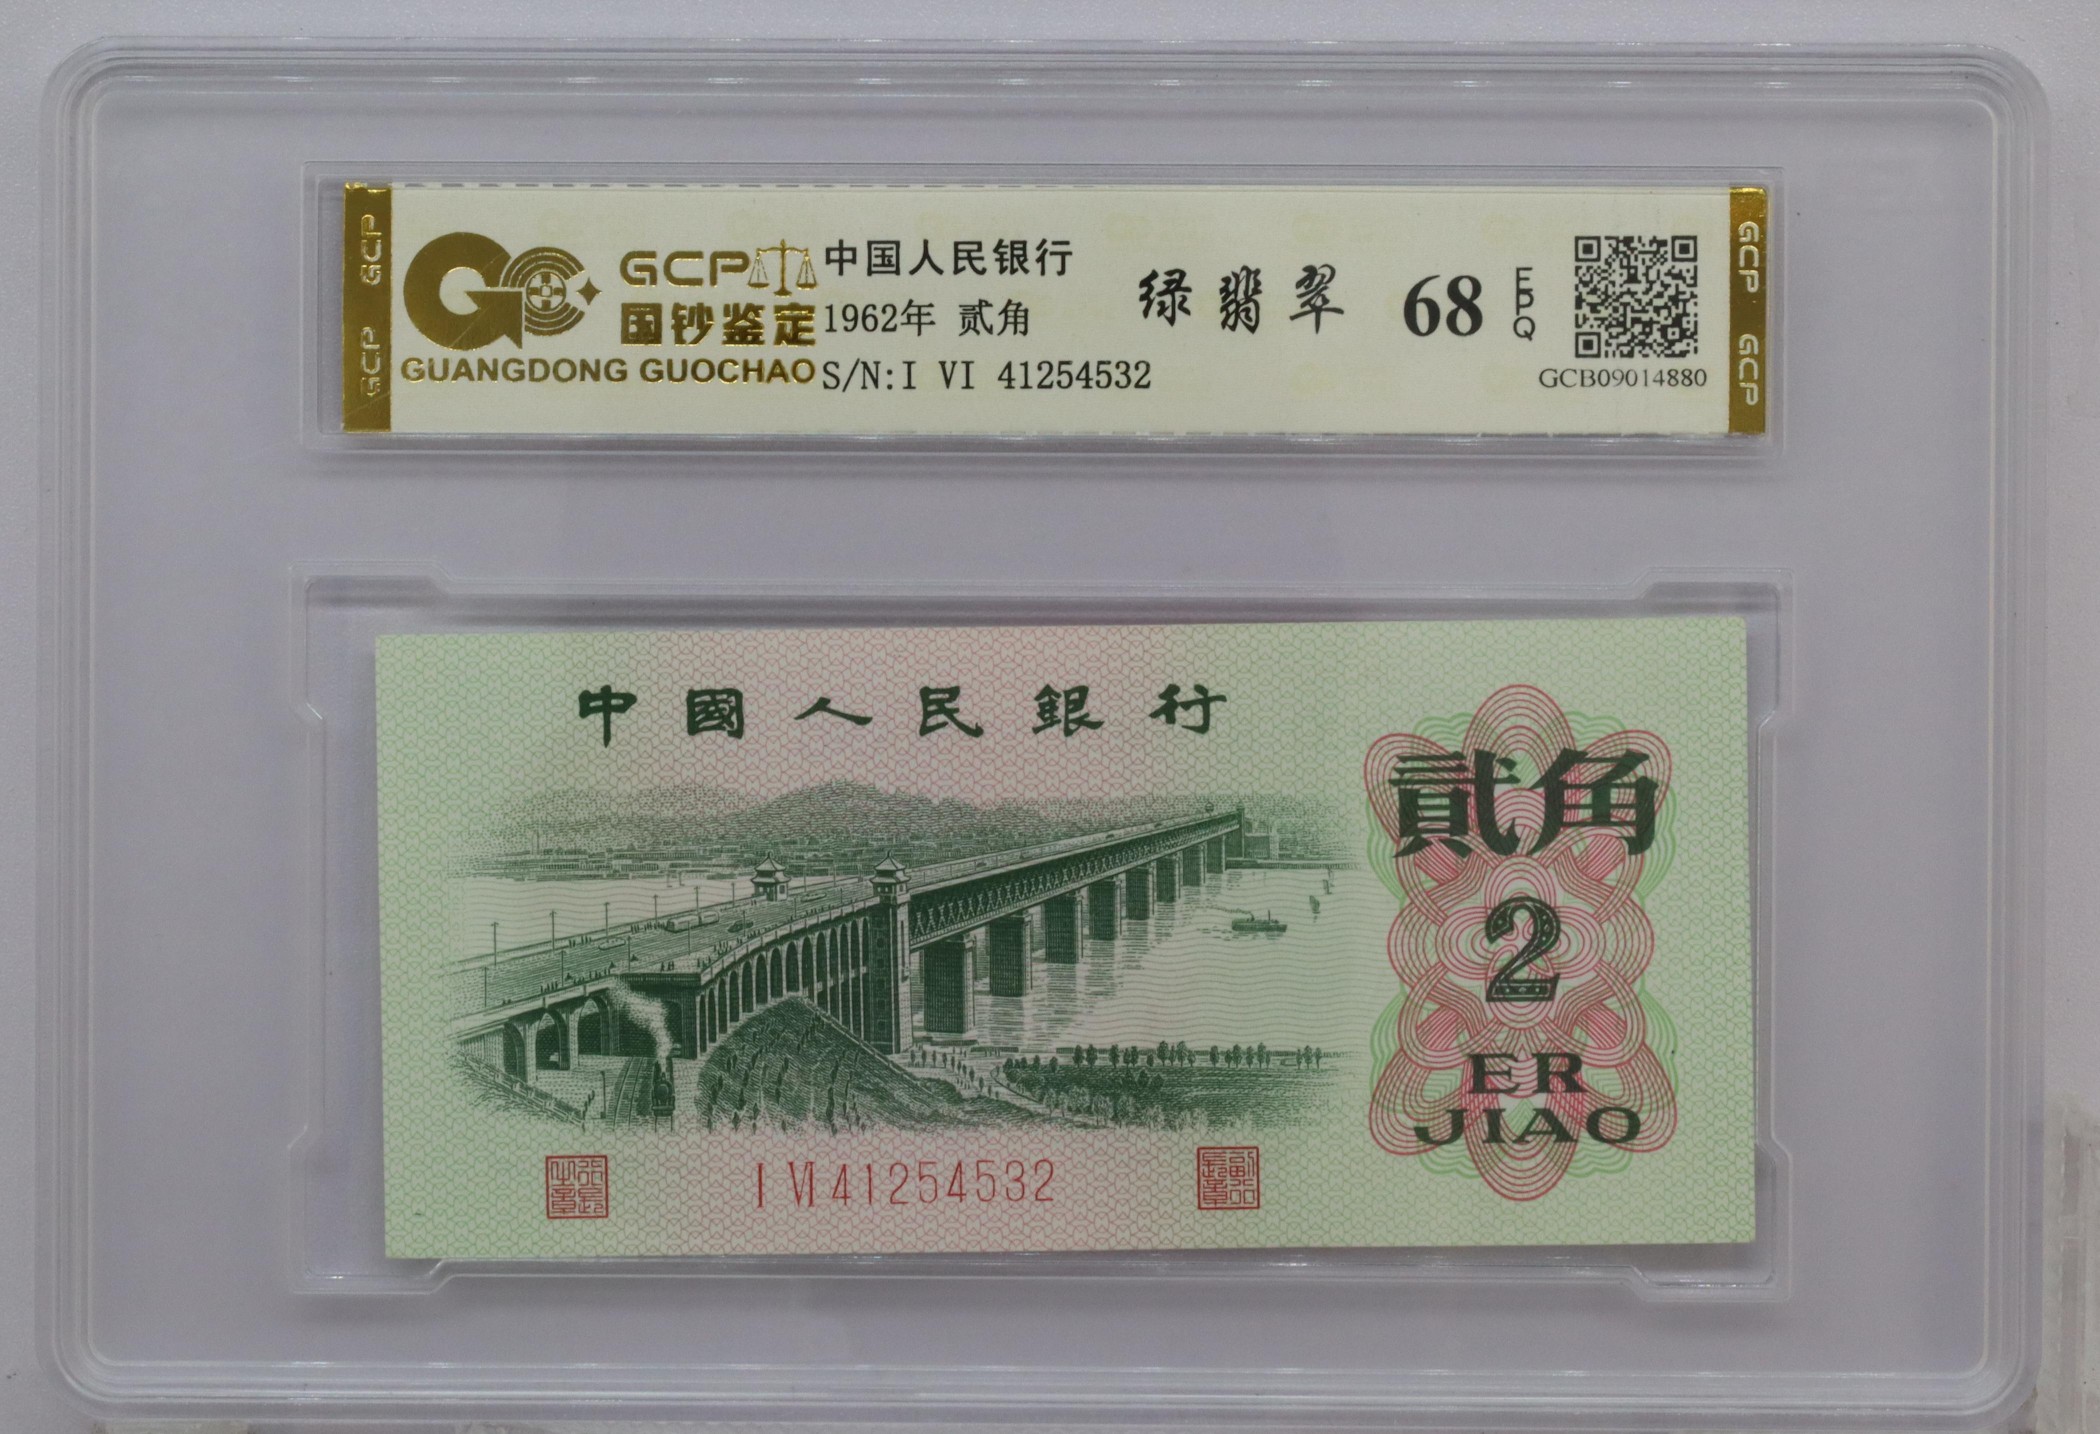 GCP GCP
GCP
国钞鉴定
GUANGDONG GUOCHAO
中国人民银行
1962年 贰角
S/N:I VI 41254532
绿翡翠
68
EPQ
GCB09014880
GCP GCP
中國人民銀行
貳角
2
ER
JIAO
I VI 41254532